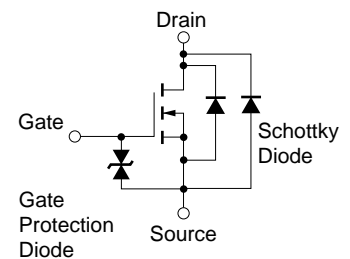 Drain
Gate
Schottky
Diode
Gate
Protection
Diode
Source